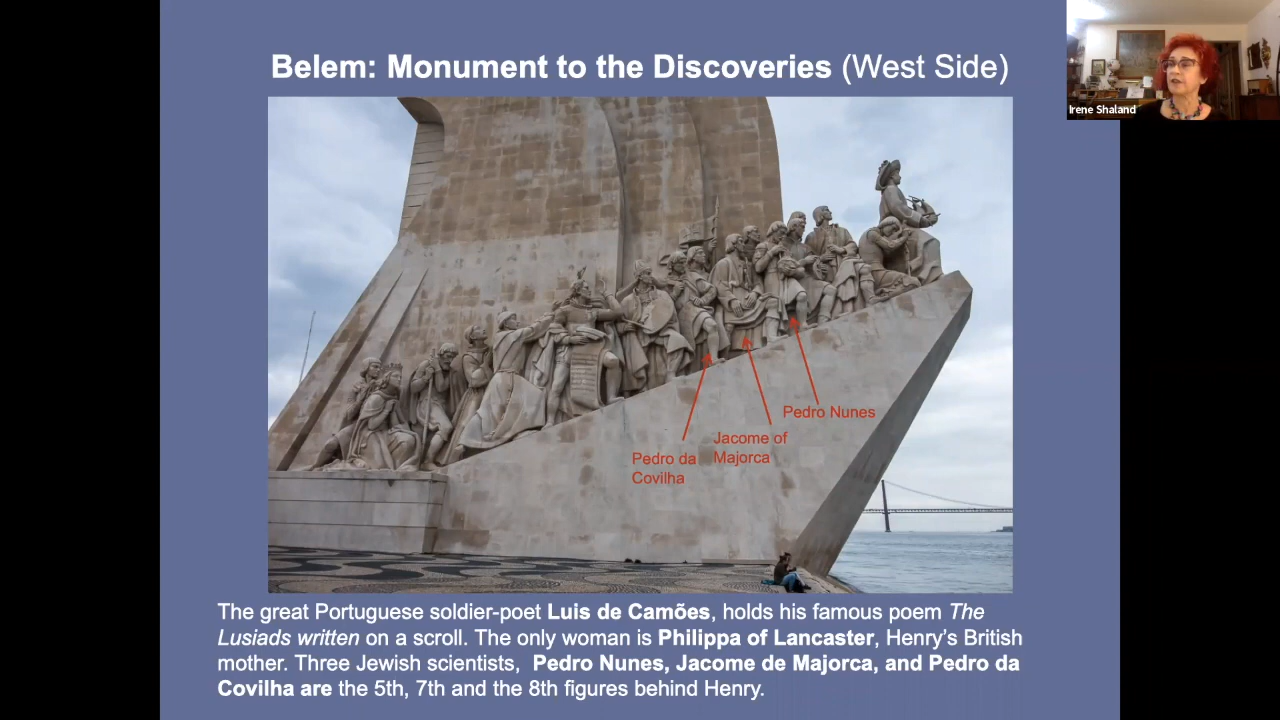 Belem: Monument to the Discoveries (West Side)
Irene Shaland
Pedro Nunes
Jacome of
Majorca
Pedro da
Covilha
The great Portuguese soldier-poet Luis de Camões, holds his famous poem The
Lusiads written on a scroll. The only woman is Philippa of Lancaster, Henry's British
mother. Three Jewish scientists,  Pedro Nunes, Jacome de Majorca, and Pedro da
Covilha are the 5th, 7th and the 8th figures behind Henry.